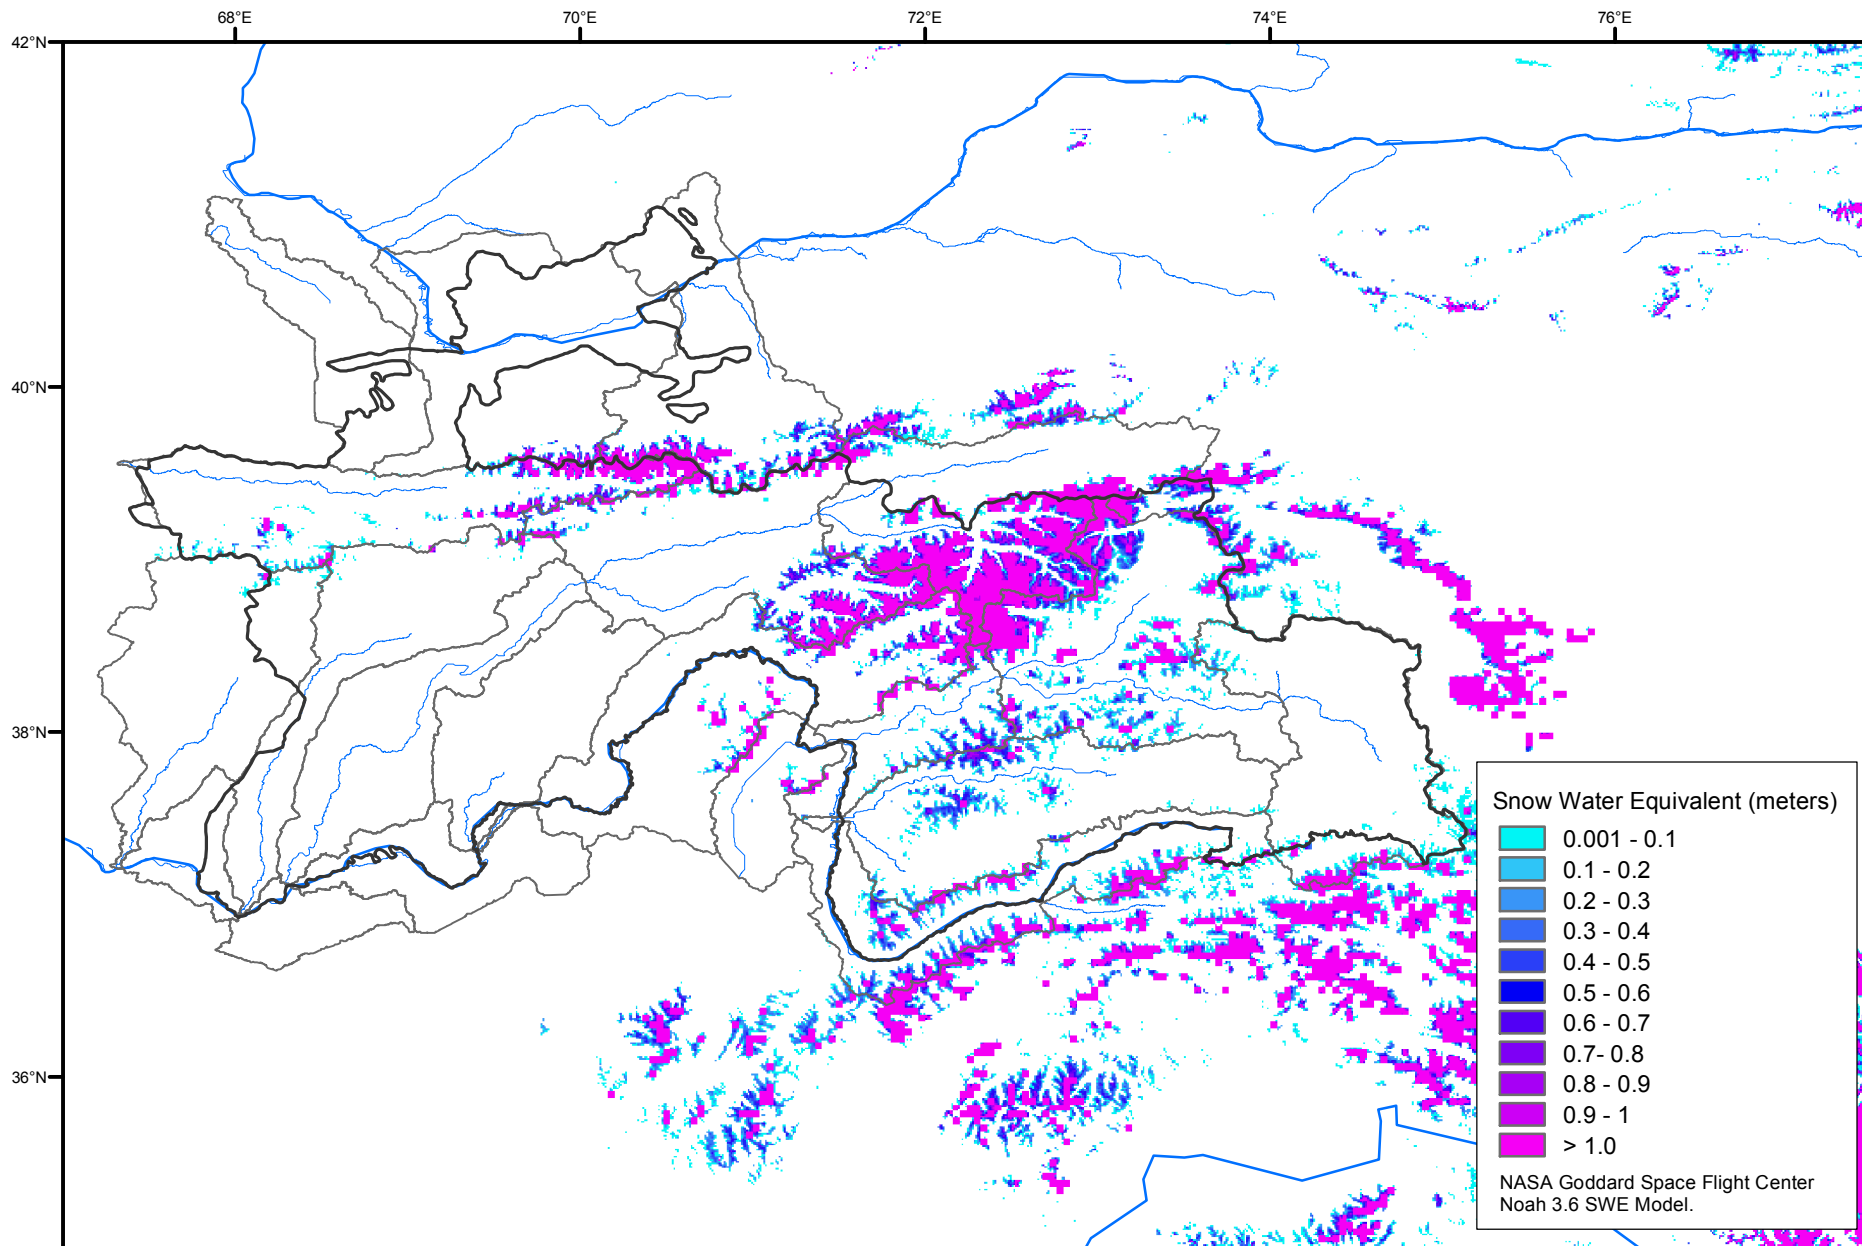 68°E 70°E 72°E 74°E 76°E
42°N
40°N
38°N
36°N
Snow Water Equivalent (meters)
0.001 - 0.1
0.1 - 0.2
0.2 - 0.3
0.3 - 0.4
0.4 - 0.5
0.5 - 0.6
0.6 - 0.7
0.7- 0.8
0.8 - 0.9
0.9 - 1
> 1.0
NASA Goddard Space Flight Center
Noah 3.6 SWE Model.